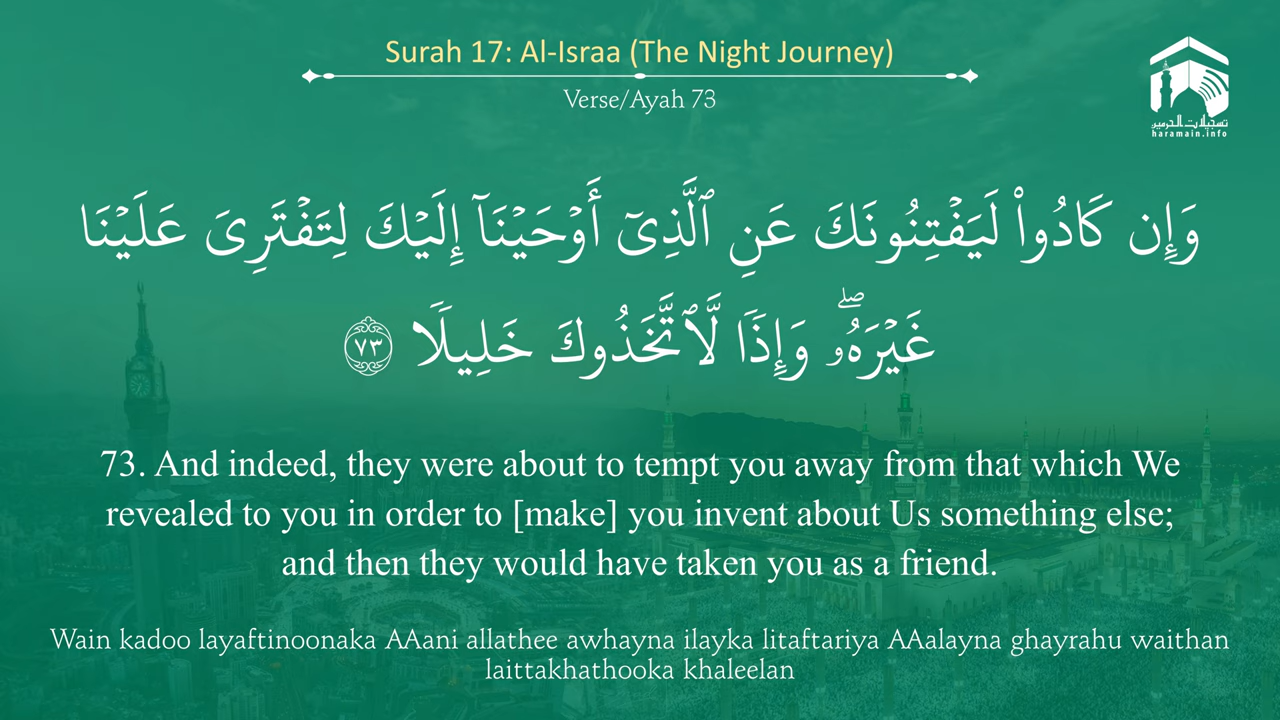 Surah 17: Al-Israa (The Night Journey)
Verse/Ayah 73
تسجيلات الحرمين
haramain.info
وَإِن كَادُوا۟ لَيَفْتِنُونَكَ عَنِ ٱلَّذِىٓ أَوْحَيْنَآ إِلَيْكَ لِتَفْتَرِىَ عَلَيْنَا
غَيْرَهُۥ ۖ وَإِذًا لَّٱتَّخَذُوكَ خَلِيلًا ٧٣
73. And indeed, they were about to tempt you away from that which We
revealed to you in order to [make] you invent about Us something else;
and then they would have taken you as a friend.
Wain kadoo layaftinoonaka AAani allathee awhayna ilayka litaftariya AAalayna ghayrahu waithan
laittakhathooka khaleelan